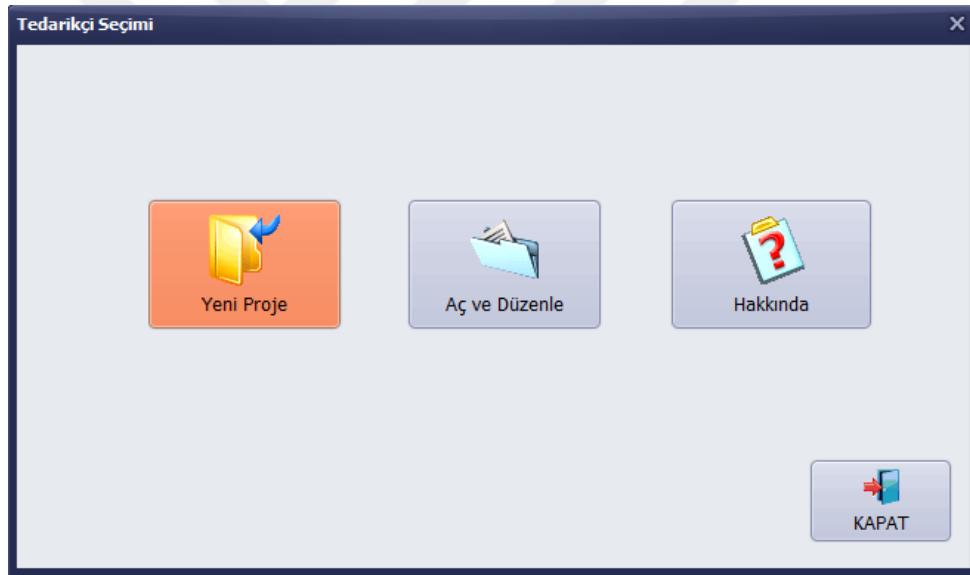 Tedarikçi Seçimi
Yeni Proje
Aç ve Düzenle
Hakkında
KAPAT